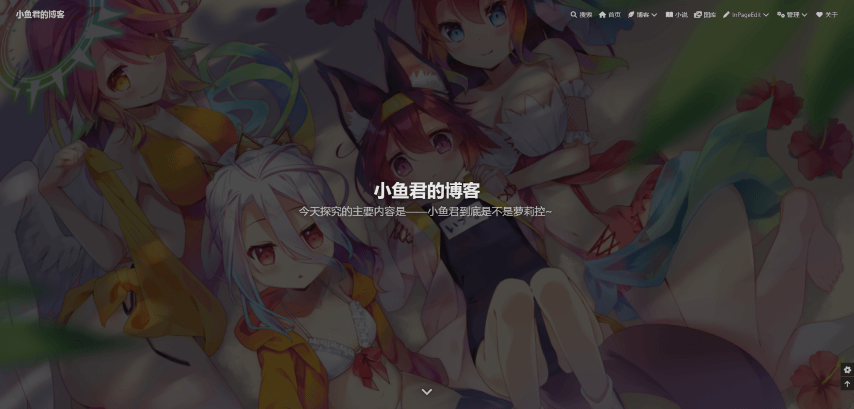 小鱼君的博客
搜索 首页 博客 小说 图库 InPageEdit 管理 关于
小鱼君的博客
今天探究的主要内容是——小鱼君到底是不是萝莉控~